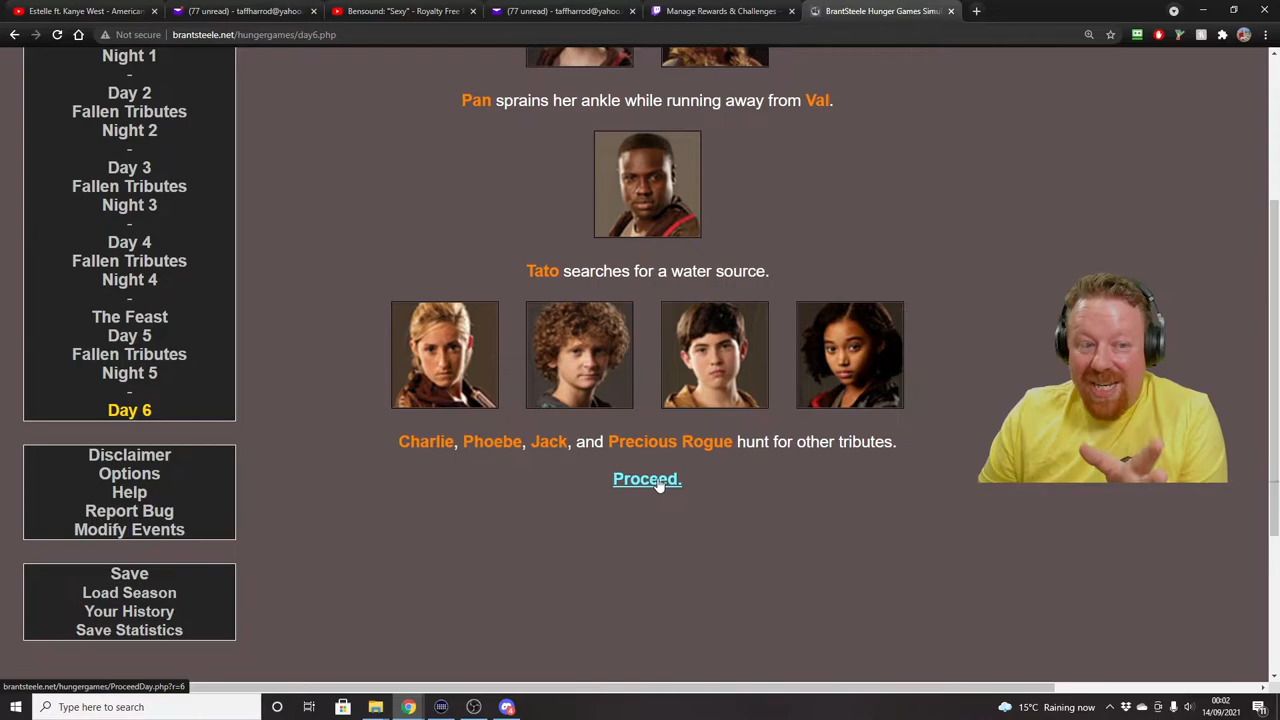 Estelle ft. Kanye West - American
(77 unread) - taffharrod@yahoo
Bensound: "Sexy" - Royalty Free
(77 unread) - taffharrod@yahoo
Manage Rewards & Challenges
BrantSteele Hunger Games Simu
Not secure
brantsteele.net/hungergames/day6.php
Night 1
-
Day 2
Fallen Tributes
Night 2
-
Day 3
Fallen Tributes
Night 3
-
Day 4
Fallen Tributes
Night 4
-
The Feast
Day 5
Fallen Tributes
Night 5
-
Day 6
Disclaimer
Options
Help
Report Bug
Modify Events
Save
Load Season
Your History
Save Statistics
Pan sprains her ankle while running away from Val.
Tato searches for a water source.
Charlie, Phoebe, Jack, and Precious Rogue hunt for other tributes.
Proceed.
brantsteele.net/hungergames/ProceedDay.php?r=6
Type here to search
15°C Raining now
00:02
14/09/2021